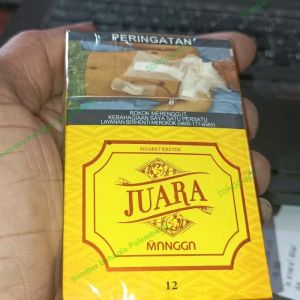 PERINGATAN
ROKOK MERENGGUT
KEBAHAGIAAN SAYA SATU PERSATU
LAYANAN BERHENTI MEROKOK (0800-177-6565)
SIGARET KRETEK
JUARA
MANGGA
12